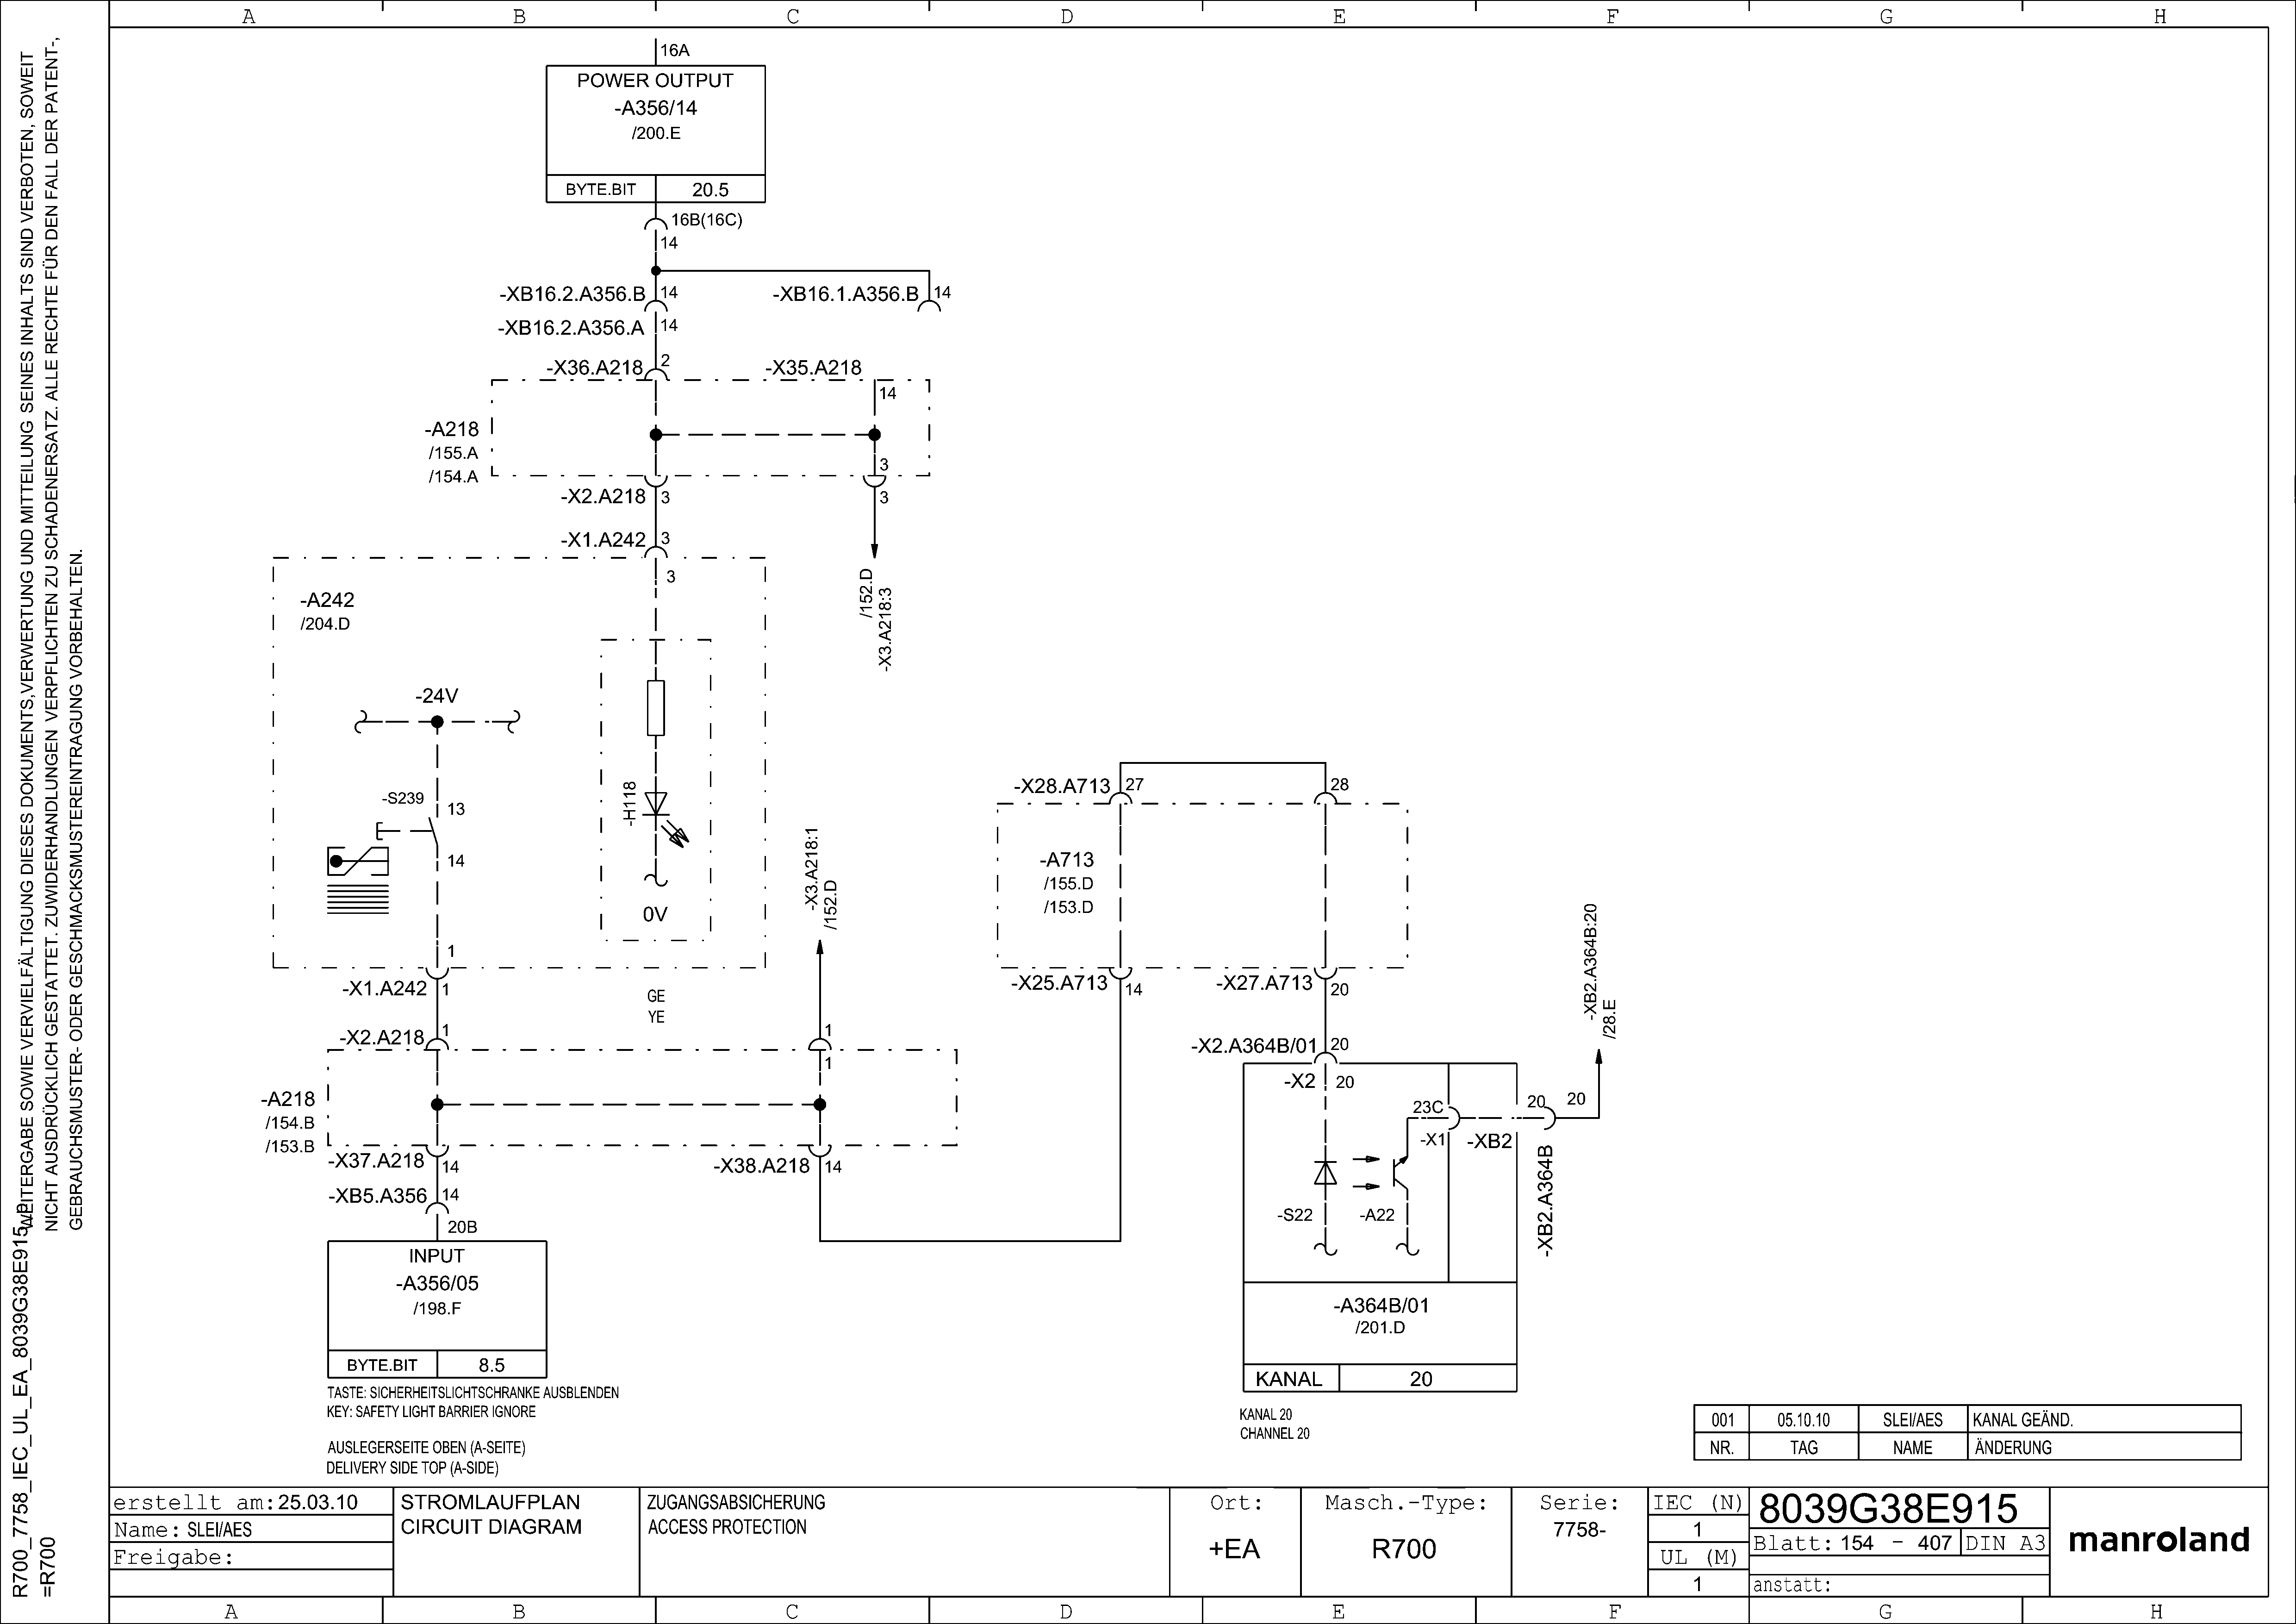 A B C D E F G H
WEITERGABE SOWIE VERVIELFÄLTIGUNG DIESES DOKUMENTS,VERWERTUNG UND MITTEILUNG SEINES INHALTS SIND VERBOTEN, SOWEIT
NICHT AUSDRÜCKLICH GESTATTET. ZUWIDERHANDLUNGEN VERPFLICHTEN ZU SCHADENERSATZ. ALLE RECHTE FÜR DEN FALL DER PATENT-,
GEBRAUCHSMUSTER- ODER GESCHMACKSMUSTEREINTRAGUNG VORBEHALTEN.
=R700
16A
POWER OUTPUT
-A356/14
/200.E
BYTE.BIT 20.5
16B(16C)
14
-XB16.2.A356.B 14
-XB16.1.A356.B 14
-XB16.2.A356.A 14
-X36.A218 2
-X35.A218
14
-A218
/155.A
/154.A
3
-X2.A218 3
3
-X1.A242 3
3
/152.D
-X3.A218:3
-A242
/204.D
-24V
-S239
13
14
-H118
0V
1
-X1.A242 1
GE
YE
-X3.A218:1
/152.D
-X2.A218 1
1
1
-A218
/154.B
/153.B
-X37.A218 14
-X38.A218 14
-XB5.A356 14
20B
INPUT
-A356/05
/198.F
BYTE.BIT 8.5
TASTE: SICHERHEITSLICHTSCHRANKE AUSBLENDEN
KEY: SAFETY LIGHT BARRIER IGNORE
AUSLEGERSEITE OBEN (A-SEITE)
DELIVERY SIDE TOP (A-SIDE)
-X28.A713 27
28
-A713
/155.D
/153.D
-X25.A713 14
-X27.A713 20
-X2.A364B/01 20
-X2 20
23C
-X1
-XB2
20
20
-XB2.A364B
-XB2.A364B:20
/28.E
-S22
-A22
-A364B/01
/201.D
KANAL 20
KANAL 20
CHANNEL 20
001 05.10.10 SLEI/AES KANAL GEÄND.
NR. TAG NAME ÄNDERUNG
erstellt am: 25.03.10
Name: SLEI/AES
Freigabe:
STROMLAUFPLAN
CIRCUIT DIAGRAM
ZUGANGSABSICHERUNG
ACCESS PROTECTION
Ort:
+EA
Masch.-Type:
R700
Serie:
7758-
IEC (N)
1
UL (M)
1
8039G38E915
Blatt: 154 - 407 DIN A3
anstatt:
manroland
A B C D E F G H